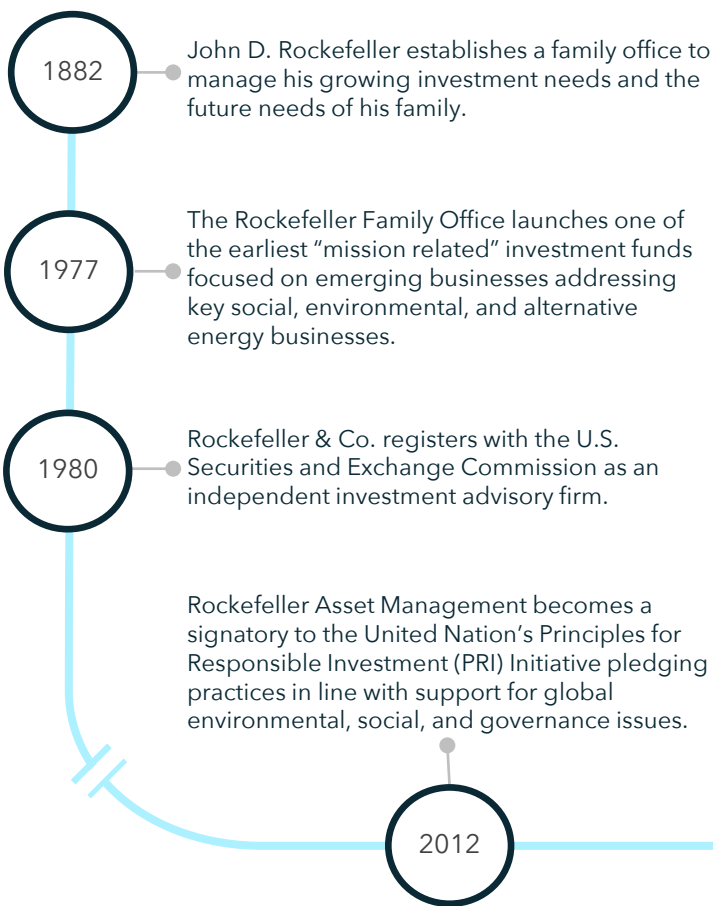 1882
John D. Rockefeller establishes a family office to
manage his growing investment needs and the
future needs of his family.
1977
The Rockefeller Family Office launches one of
the earliest “mission related” investment funds
focused on emerging businesses addressing
key social, environmental, and alternative
energy businesses.
1980
Rockefeller & Co. registers with the U.S.
Securities and Exchange Commission as an
independent investment advisory firm.
Rockefeller Asset Management becomes a
signatory to the United Nation’s Principles for
Responsible Investment (PRI) Initiative pledging
practices in line with support for global
environmental, social, and governance issues.
2012